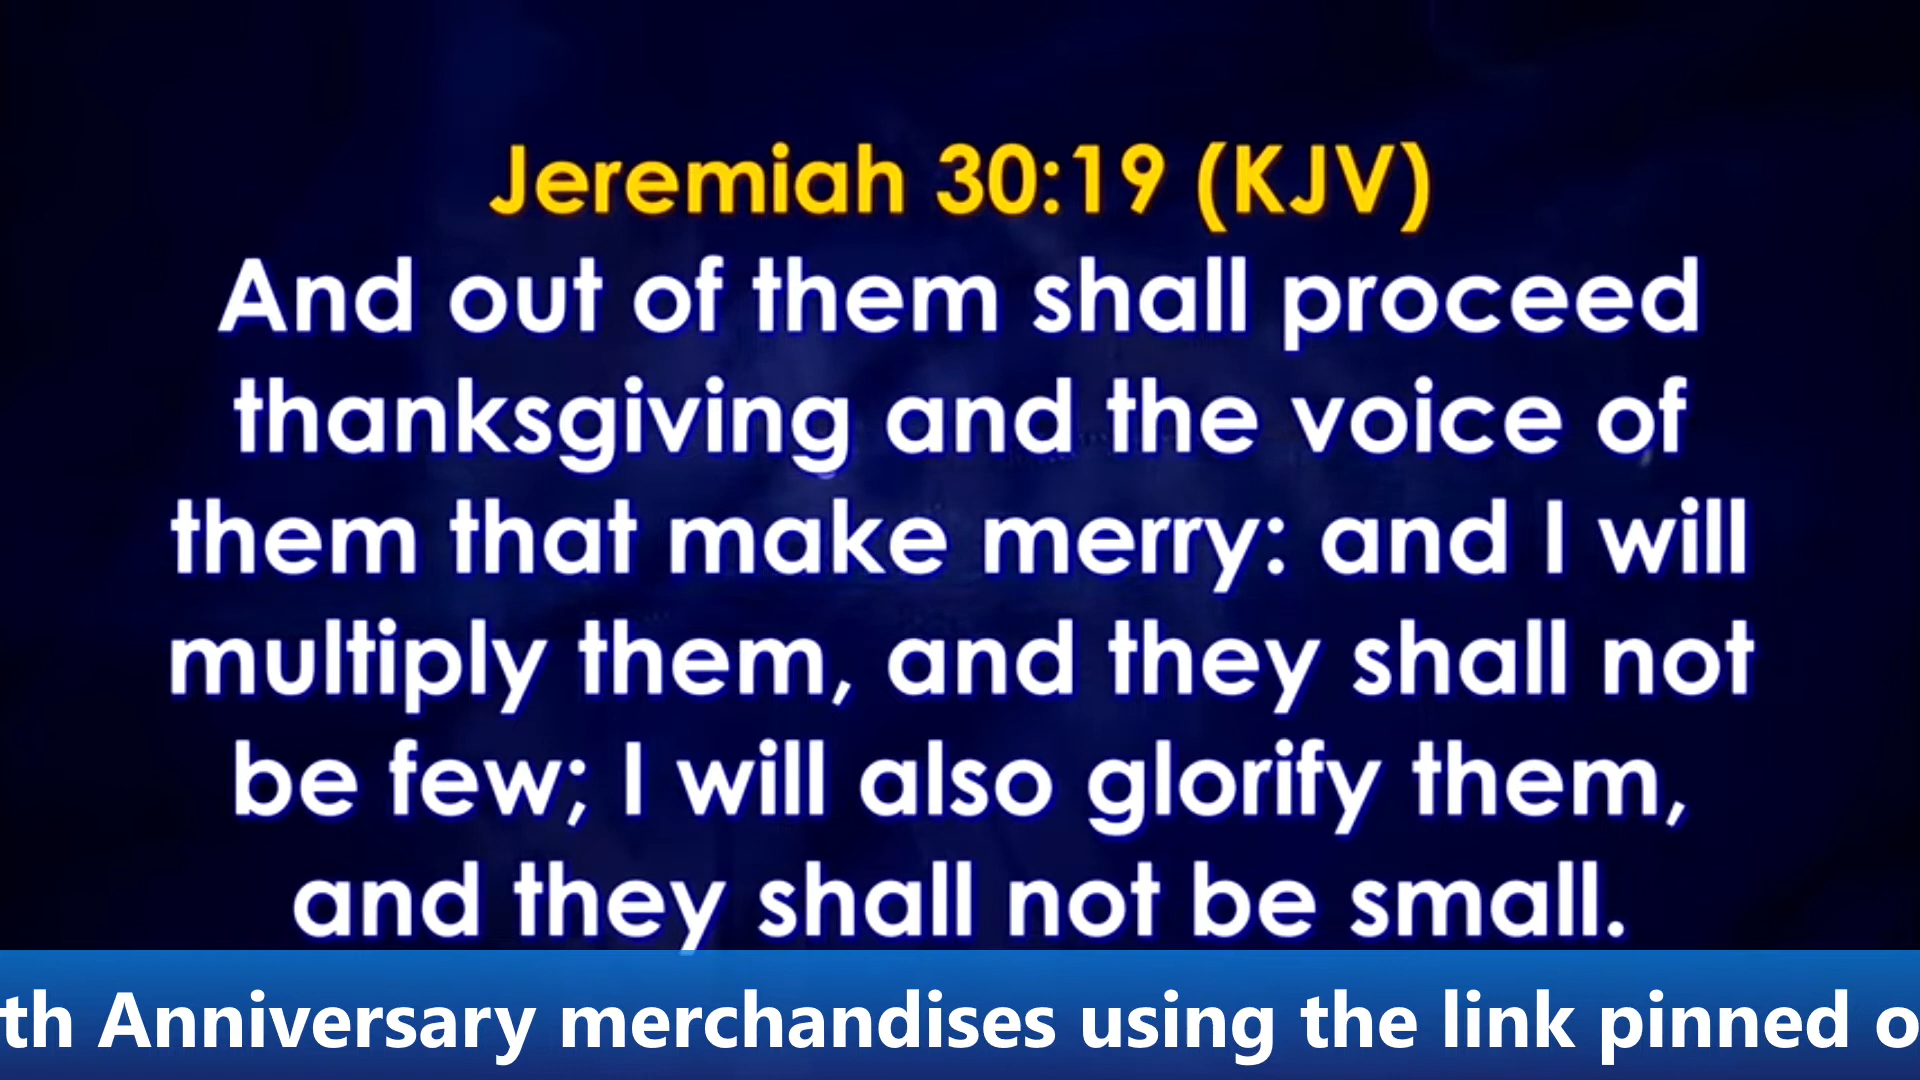 Jeremiah 30:19 (KJV)
And out of them shall proceed
thanksgiving and the voice of
them that make merry: and I will
multiply them, and they shall not
be few; I will also glorify them,
and they shall not be small.
th Anniversary merchandises using the link pinned o